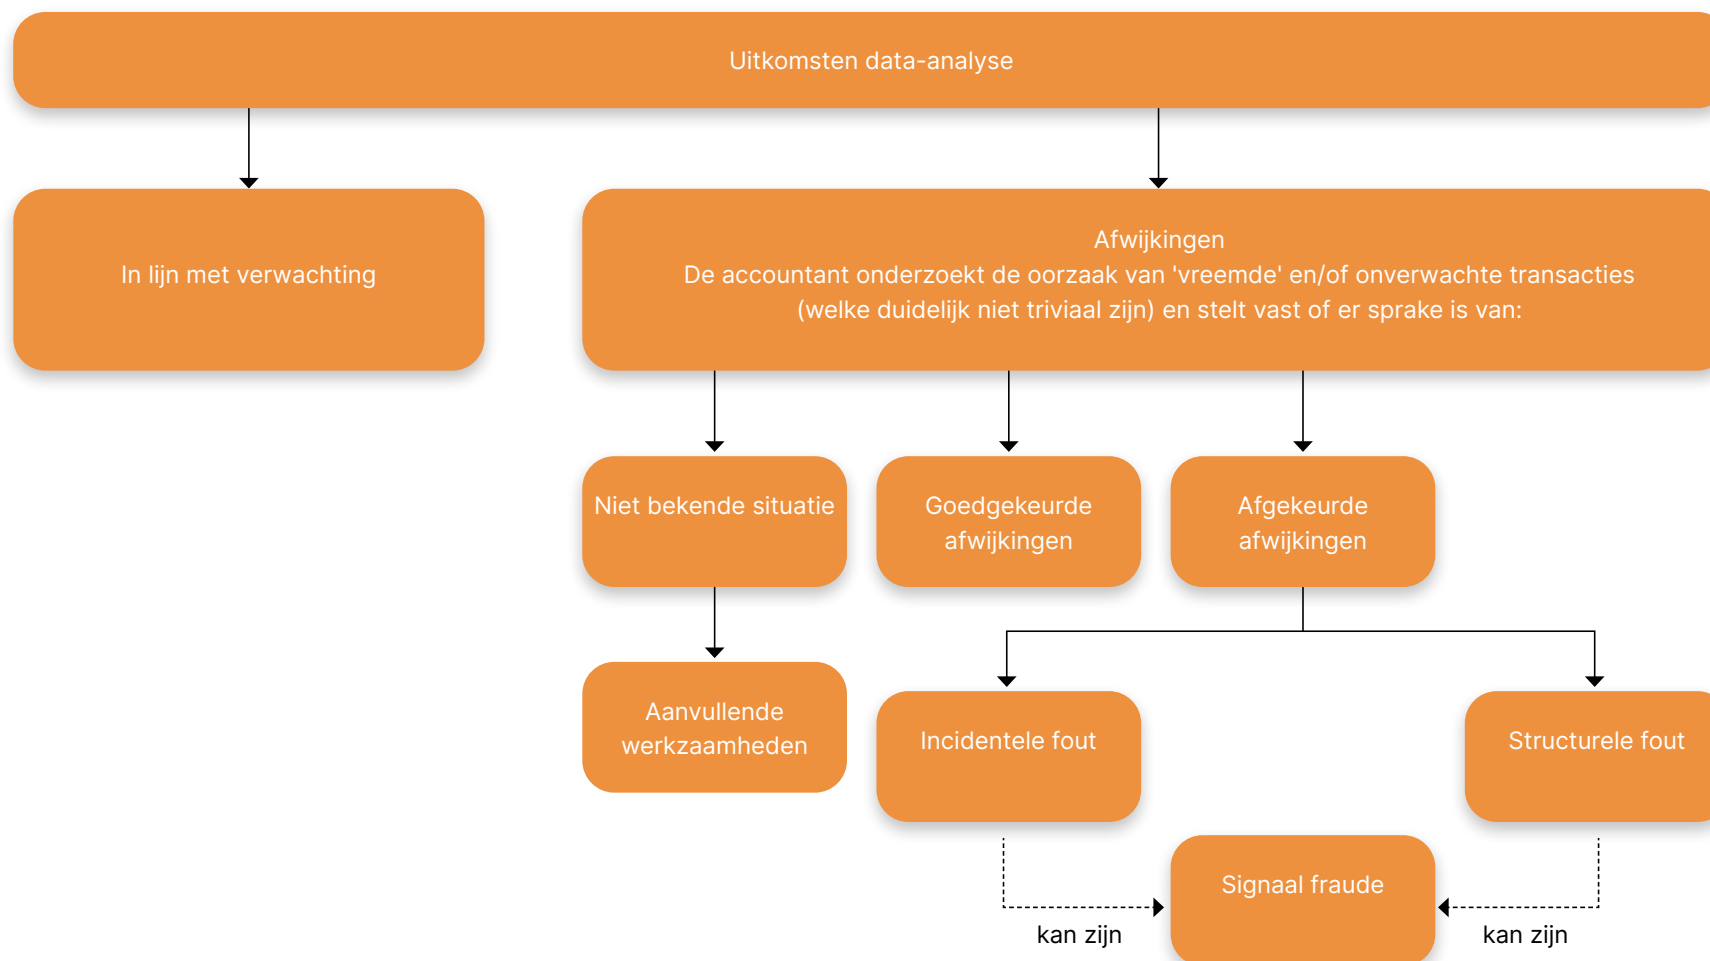 Uitkomsten data-analyse
In lijn met verwachting
Afwijkingen
De accountant onderzoekt de oorzaak van 'vreemde' en/of onverwachte transacties
(welke duidelijk niet triviaal zijn) en stelt vast of er sprake is van:
Niet bekende situatie
Goedgekeurde
afwijkingen
Afgekeurde
afwijkingen
Aanvullende
werkzaamheden
Incidentele fout
Structurele fout
Signaal fraude
kan zijn
kan zijn